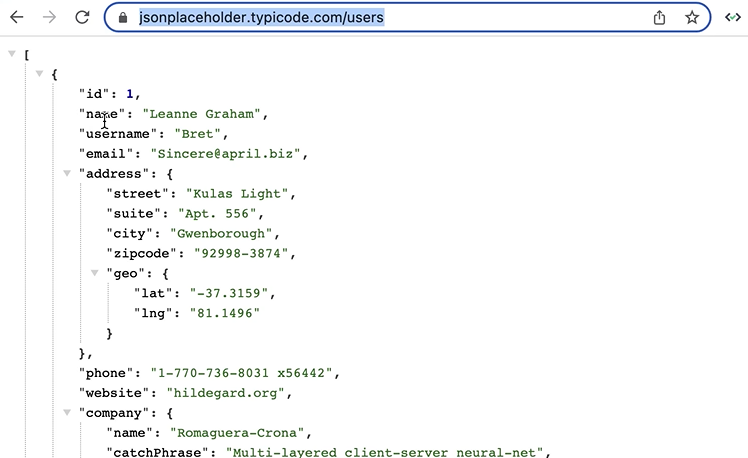 jsonplaceholder.typicode.com/users
[
{
"id": 1,
"name": "Leanne Graham",
"username": "Bret",
"email": "Sincere@april.biz",
"address": {
"street": "Kulas Light",
"suite": "Apt. 556",
"city": "Gwenborough",
"zipcode": "92998-3874",
"geo": {
"lat": "-37.3159",
"lng": "81.1496"
}
},
"phone": "1-770-736-8031 x56442",
"website": "hildegard.org",
"company": {
"name": "Romaguera-Crona",
"catchPhrase": "Multi-layered client-server neural-net",